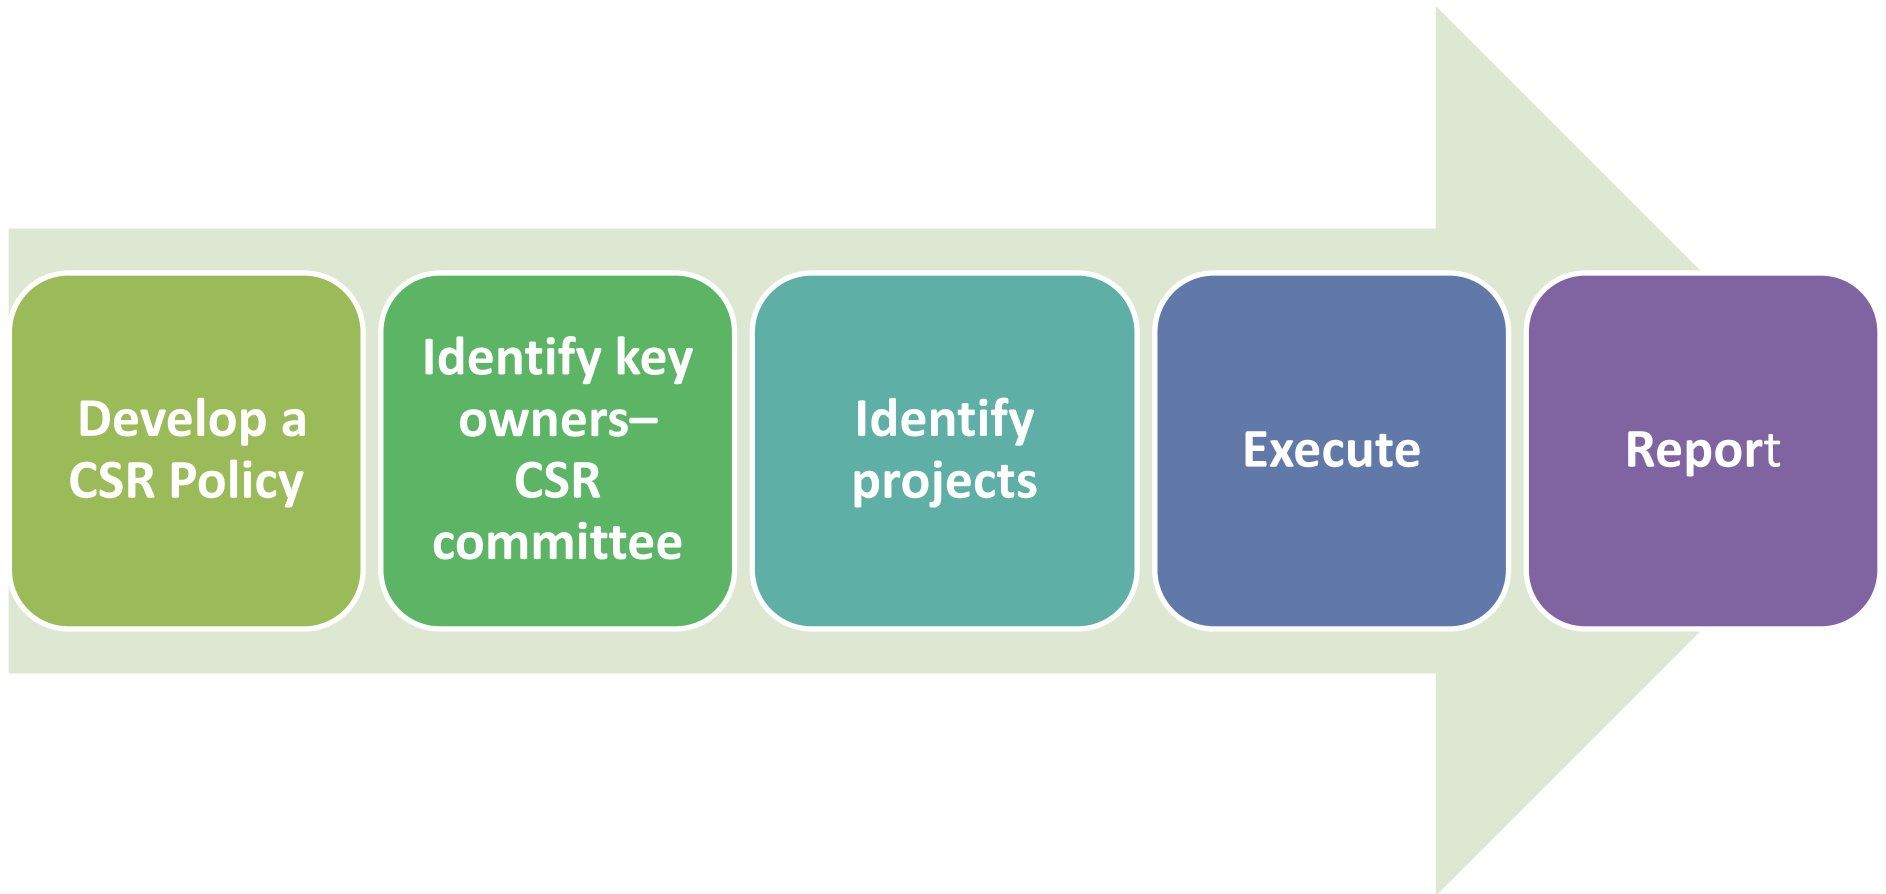 Develop a
CSR Policy
Identify key
owners–
CSR
committee
Identify
projects
Execute
Report